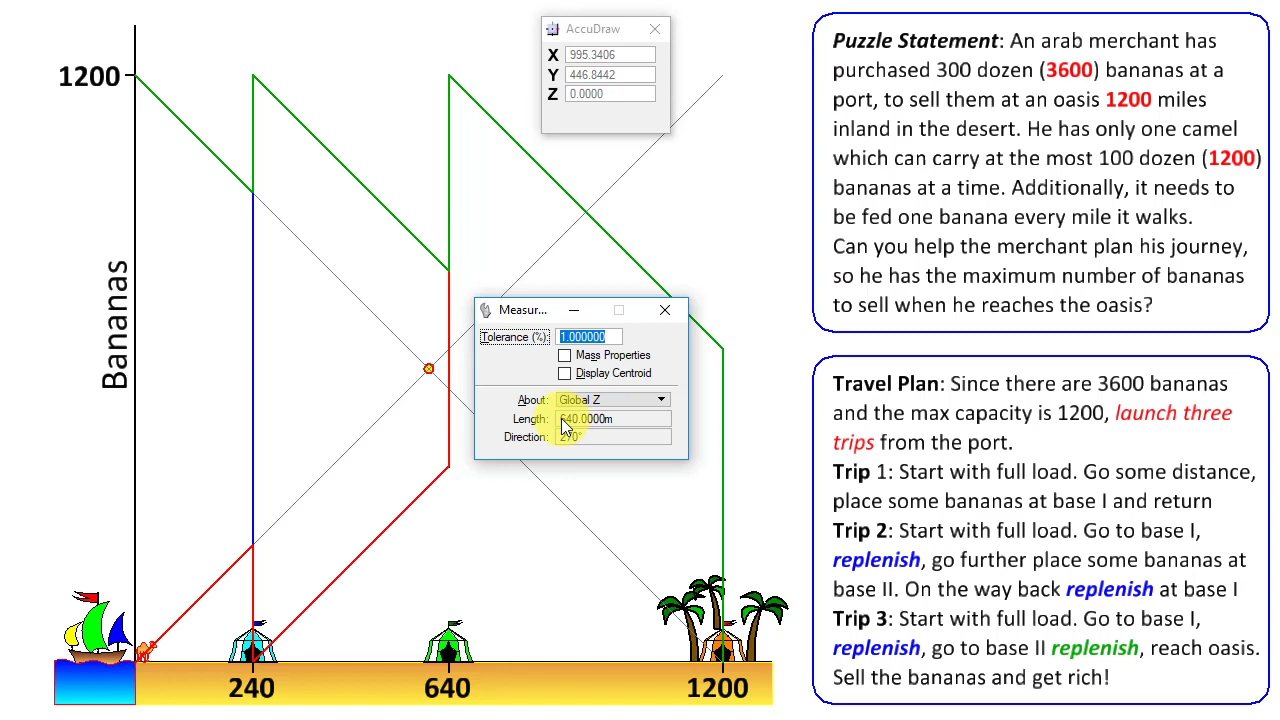 1200
Bananas
240
640
1200
AccuDraw
X 995.3406
Y 446.8442
Z 0.0000
Measur...
Tolerance (%): 1.000000
Mass Properties
Display Centroid
About: Global Z
Length: 640.0000m
Direction: 270°
Puzzle Statement: An arab merchant has
purchased 300 dozen (3600) bananas at a
port, to sell them at an oasis 1200 miles
inland in the desert. He has only one camel
which can carry at the most 100 dozen (1200)
bananas at a time. Additionally, it needs to
be fed one banana every mile it walks.
Can you help the merchant plan his journey,
so he has the maximum number of bananas
to sell when he reaches the oasis?
Travel Plan: Since there are 3600 bananas
and the max capacity is 1200, launch three
trips from the port.
Trip 1: Start with full load. Go some distance,
place some bananas at base I and return
Trip 2: Start with full load. Go to base I,
replenish, go further place some bananas at
base II. On the way back replenish at base I
Trip 3: Start with full load. Go to base I,
replenish, go to base II replenish, reach oasis.
Sell the bananas and get rich!